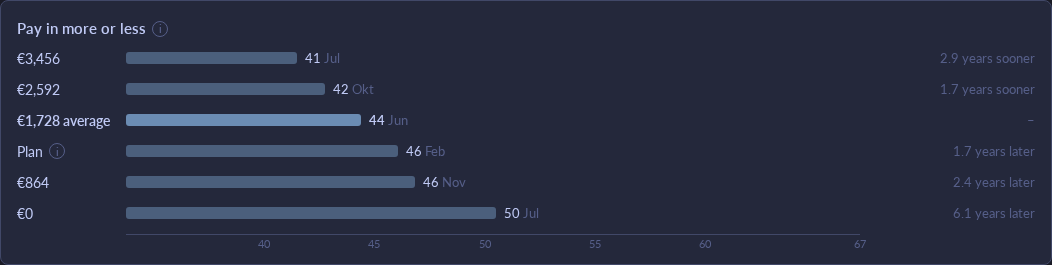 Pay in more or less i
€3,456 41 Jul 2.9 years sooner
€2,592 42 Okt 1.7 years sooner
€1,728 average 44 Jun –
Plan i 46 Feb 1.7 years later
€864 46 Nov 2.4 years later
€0 50 Jul 6.1 years later
40 45 50 55 60 67